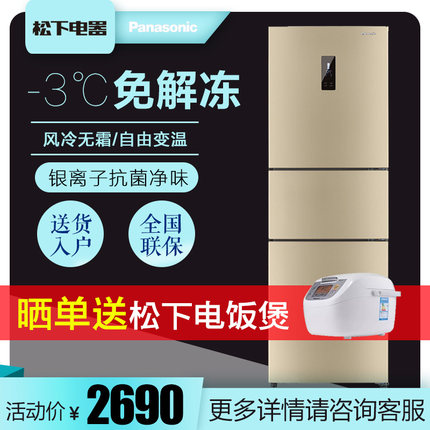 松下电器 Panasonic
-3℃免解冻
风冷无霜/自由变温
银离子抗菌净味
送货 全国
入户 联保
晒单送松下电饭煲
活动价¥2690 更多详情请咨询客服